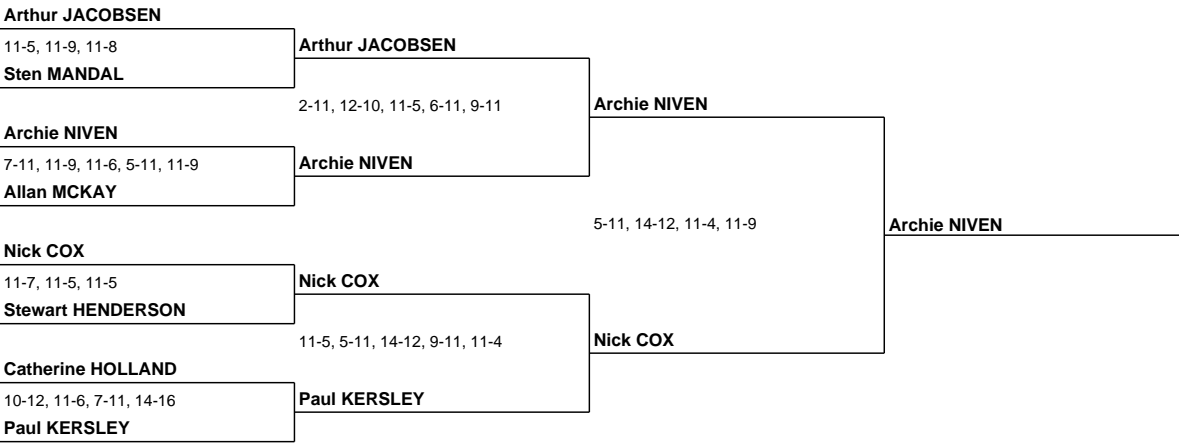 Arthur JACOBSEN
11-5, 11-9, 11-8
Arthur JACOBSEN
Sten MANDAL
2-11, 12-10, 11-5, 6-11, 9-11
Archie NIVEN
Archie NIVEN
7-11, 11-9, 11-6, 5-11, 11-9
Archie NIVEN
Allan MCKAY
5-11, 14-12, 11-4, 11-9
Archie NIVEN
Nick COX
11-7, 11-5, 11-5
Nick COX
Stewart HENDERSON
11-5, 5-11, 14-12, 9-11, 11-4
Nick COX
Catherine HOLLAND
10-12, 11-6, 7-11, 14-16
Paul KERSLEY
Paul KERSLEY